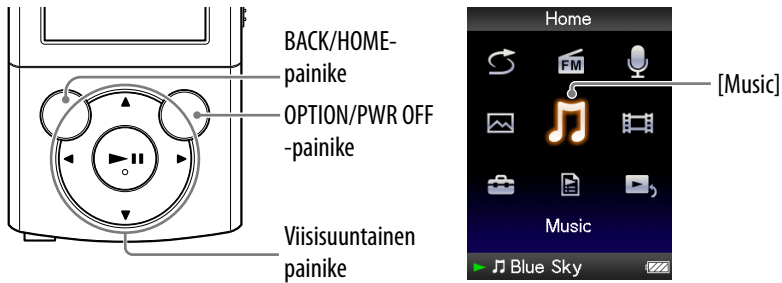 BACK/HOME-
painike
OPTION/PWR OFF
-painike
Viisisuuntainen
painike
Home
FM
[Music]
Music
Blue Sky